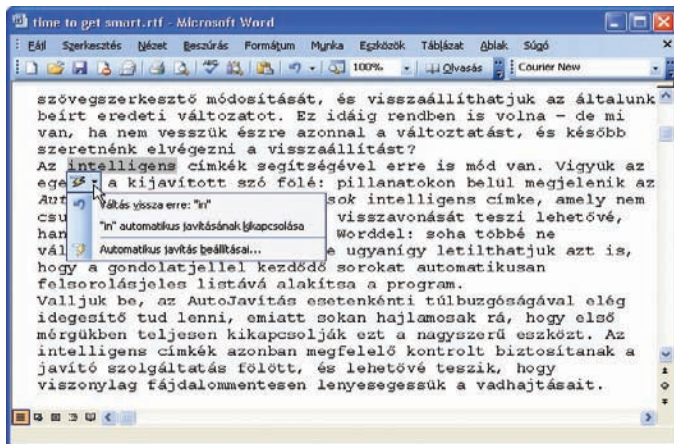 time to get smart.rtf - Microsoft Word
Fájl Szerkesztés Nézet Beszúrás Formátum Munka Eszközök Táblázat Ablak Súgó
100% Olvasás Courier New
szövegszerkesztő módosítását, és visszaállíthatjuk az általunk
beírt eredeti változatot. Ez idáig rendben is volna - de mi
van, ha nem vesszük észre azonnal a változtatást, és később
szeretnénk elvégezni a visszaállítást?
Az intelligens címkék segítségével erre is mód van. Vigyük az
ege a kijavított szó fölé: pillanatokon belül megjelenik az
Aut sok intelligens címke, amely nem
Váltás vissza erre: "in"
csu visszavonását teszi lehetővé,
"in" automatikus javításának kikapcsolása
han Worddel: soha többé ne
Automatikus javítás beállításai...
vál e ugyanígy letilthatjuk azt is,
hogy a gondolatjellel kezdődő sorokat automatikusan
felsorolásjeles listává alakítsa a program.
Valljuk be, az AutoJavítás esetenkénti túlbuzgóságával elég
idegesítő tud lenni, emiatt sokan hajlamosak rá, hogy első
mérgükben teljesen kikapcsolják ezt a nagyszerű eszközt. Az
intelligens címkék azonban megfelelő kontrolt biztosítanak a
javító szolgáltatás fölött, és lehetővé teszik, hogy
viszonylag fájdalommentesen lenyesegessük a vadhajtásait.